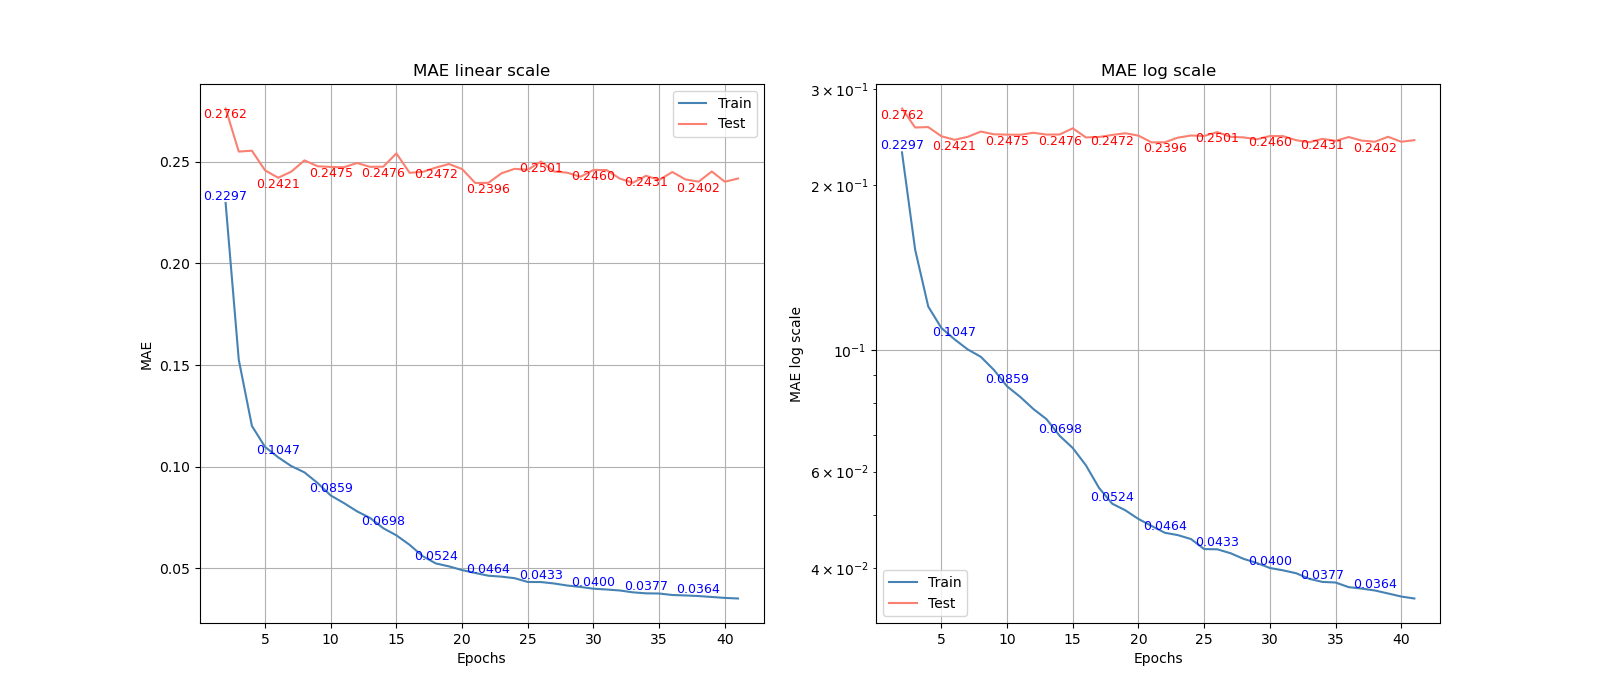 MAE linear scale
MAE log scale
Train
Test
0.2762
0.2421
0.2475
0.2476
0.2472
0.2396
0.2501
0.2460
0.2431
0.2402
0.2297
0.1047
0.0859
0.0698
0.0524
0.0464
0.0433
0.0400
0.0377
0.0364
0.25
0.20
0.15
0.10
0.05
MAE
5 10 15 20 25 30 35 40
Epochs
3 × 10⁻¹
2 × 10⁻¹
10⁻¹
6 × 10⁻²
4 × 10⁻²
MAE log scale
0.2762
0.2421
0.2475
0.2476
0.2472
0.2396
0.2501
0.2460
0.2431
0.2402
0.2297
0.1047
0.0859
0.0698
0.0524
0.0464
0.0433
0.0400
0.0377
0.0364
Train
Test
5 10 15 20 25 30 35 40
Epochs